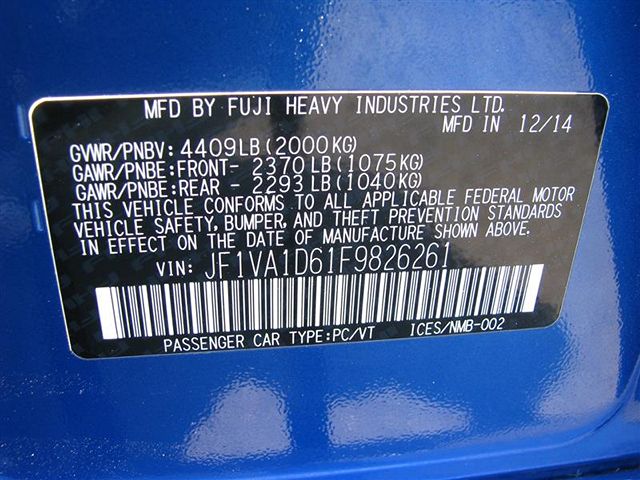 MFD BY FUJI HEAVY INDUSTRIES LTD.
MFD IN 12/14
GVWR/PNBV: 4409LB(2000KG)
GAWR/PNBE:FRONT- 2370LB(1075KG)
GAWR/PNBE:REAR - 2293LB(1040KG)
THIS VEHICLE CONFORMS TO ALL APPLICABLE FEDERAL MOTOR
VEHICLE SAFETY, BUMPER, AND THEFT PREVENTION STANDARDS
IN EFFECT ON THE DATE OF MANUFACTURE SHOWN ABOVE.
VIN: JF1VA1D61F9826261
PASSENGER CAR TYPE:PC/VT ICES/NMB-002